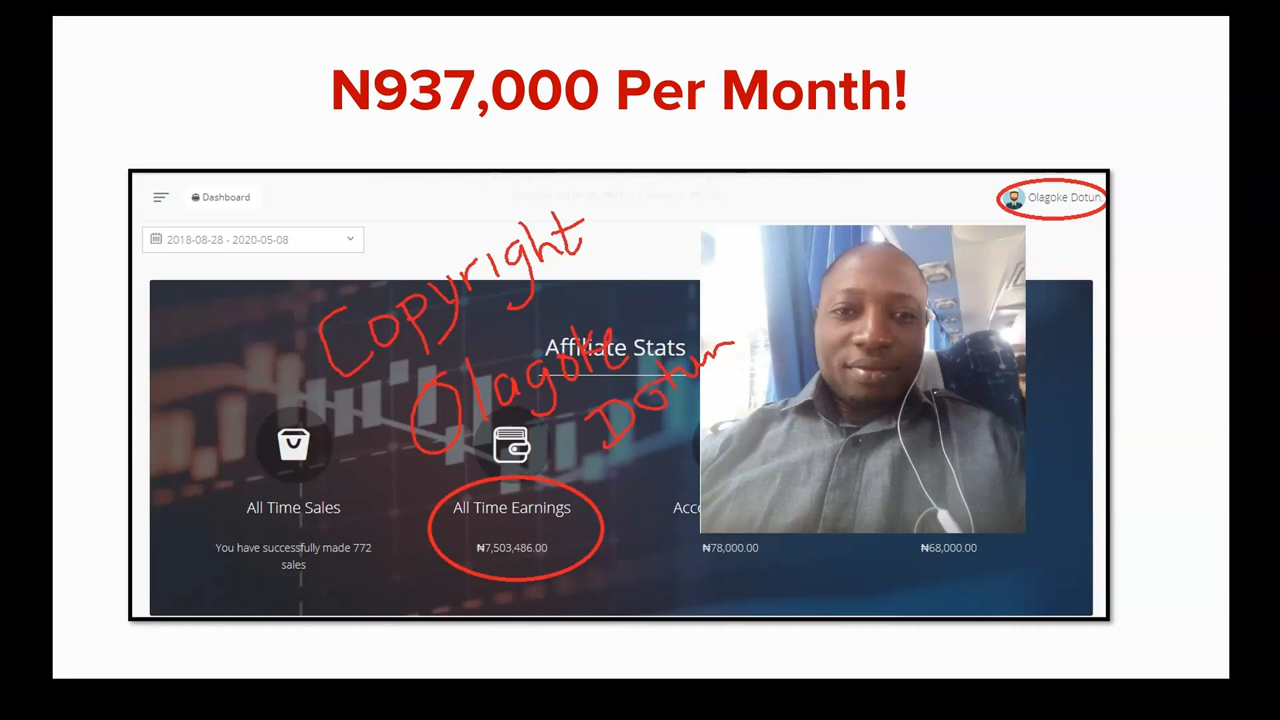 N937,000 Per Month!
Dashboard
Olagoke Dotun
2018-08-28 - 2020-05-08
Copyright
Olagoke
Dotun
Affiliate Stats
All Time Sales
All Time Earnings
Acc
You have successfully made 772
sales
₦7,503,486.00
₦78,000.00
₦68,000.00